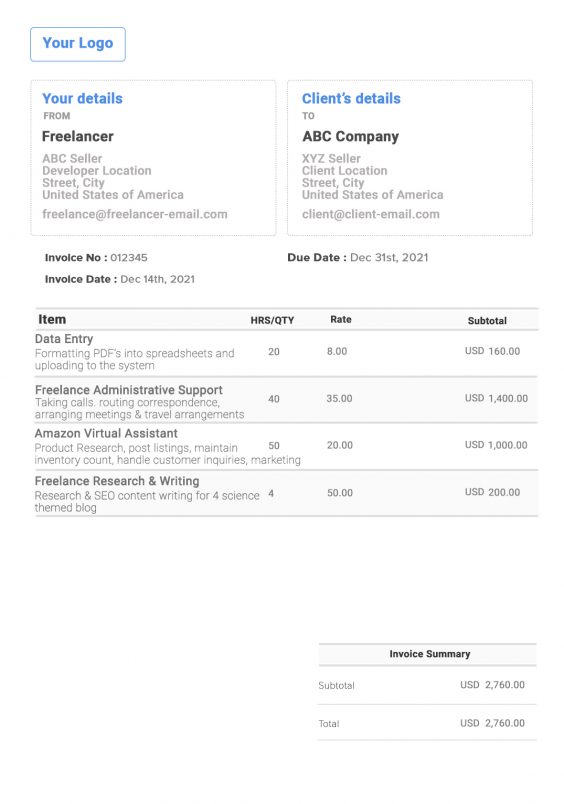 Your Logo
Your details
FROM
Freelancer
ABC Seller
Developer Location
Street, City
United States of America
freelance@freelancer-email.com
Client's details
TO
ABC Company
XYZ Seller
Client Location
Street, City
United States of America
client@client-email.com
Invoice No : 012345
Due Date : Dec 31st, 2021
Invoice Date : Dec 14th, 2021
Item HRS/QTY Rate Subtotal
Data Entry
Formatting PDF's into spreadsheets and
uploading to the system
20 8.00 USD 160.00
Freelance Administrative Support
Taking calls. routing correspondence,
arranging meetings & travel arrangements
40 35.00 USD 1,400.00
Amazon Virtual Assistant
Product Research, post listings, maintain
inventory count, handle customer inquiries, marketing
50 20.00 USD 1,000.00
Freelance Research & Writing
Research & SEO content writing for 4 science
themed blog
4 50.00 USD 200.00
Invoice Summary
Subtotal USD 2,760.00
Total USD 2,760.00